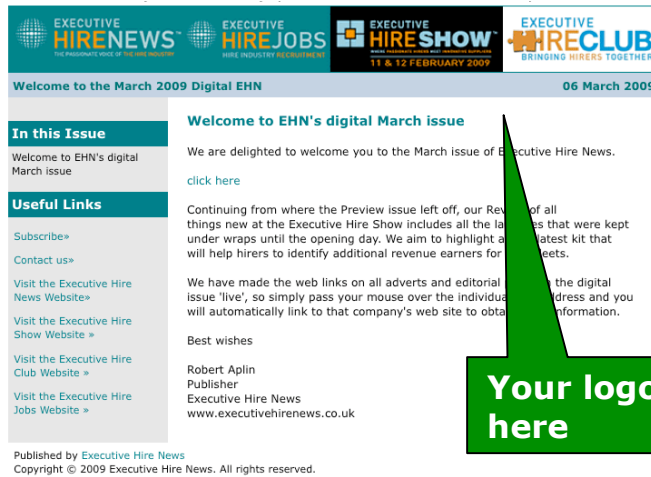 EXECUTIVE
HIRENEWS
THE PASSIONATE VOICE OF THE HIRE INDUSTRY
EXECUTIVE
HIREJOBS
HIRE INDUSTRY RECRUITMENT
EXECUTIVE
HIRESHOW
WHERE PASSIONATE HIRERS MEET INNOVATIVE SUPPLIERS
11 & 12 FEBRUARY 2009
EXECUTIVE
HIRECLUB
BRINGING HIRERS TOGETHER
Welcome to the March 2009 Digital EHN
06 March 2009
In this Issue
Welcome to EHN's digital
March issue
Useful Links
Subscribe»
Contact us»
Visit the Executive Hire
News Website»
Visit the Executive Hire
Show Website »
Visit the Executive Hire
Club Website »
Visit the Executive Hire
Jobs Website »
Welcome to EHN's digital March issue
We are delighted to welcome you to the March issue of E cutive Hire News.
click here
Continuing from where the Preview issue left off, our Rev of all
things new at the Executive Hire Show includes all the la es that were kept
under wraps until the opening day. We aim to highlight a latest kit that
will help hirers to identify additional revenue earners for eets.
We have made the web links on all adverts and editorial the digital
issue 'live', so simply pass your mouse over the individua dress and you
will automatically link to that company's web site to obta nformation.
Best wishes
Robert Aplin
Publisher
Executive Hire News
www.executivehirenews.co.uk
Your logo
here
Published by Executive Hire News
Copyright © 2009 Executive Hire News. All rights reserved.